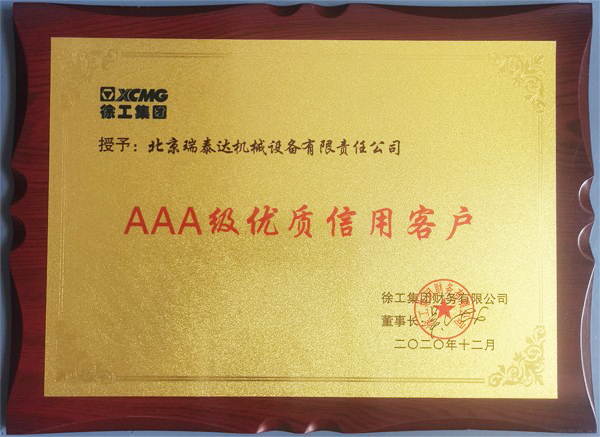 XCMG
徐工集团
授予：北京瑞泰达机械设备有限责任公司
AAA级优质信用客户
徐工集团财务有限公司
董事长：
二〇二〇年十二月